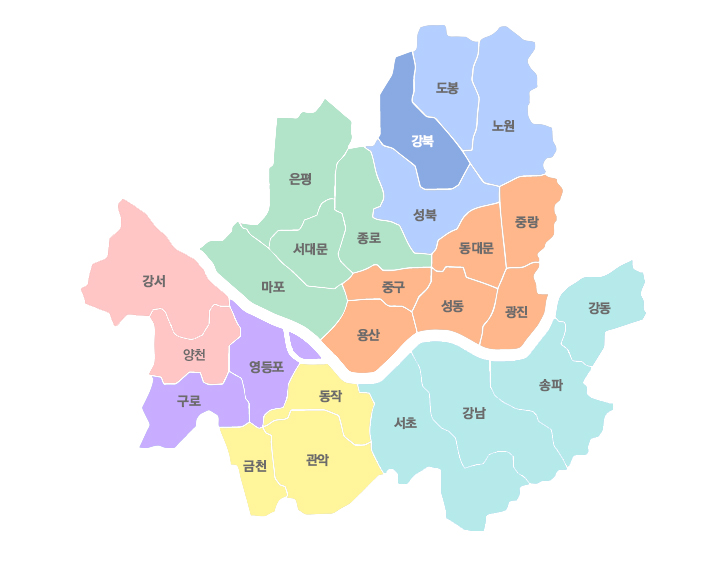 도봉
노원
강북
은평
성북
중랑
종로
서대문
동대문
강서
마포
중구
성동
강동
광진
용산
양천
영등포
송파
동작
구로
강남
서초
관악
금천